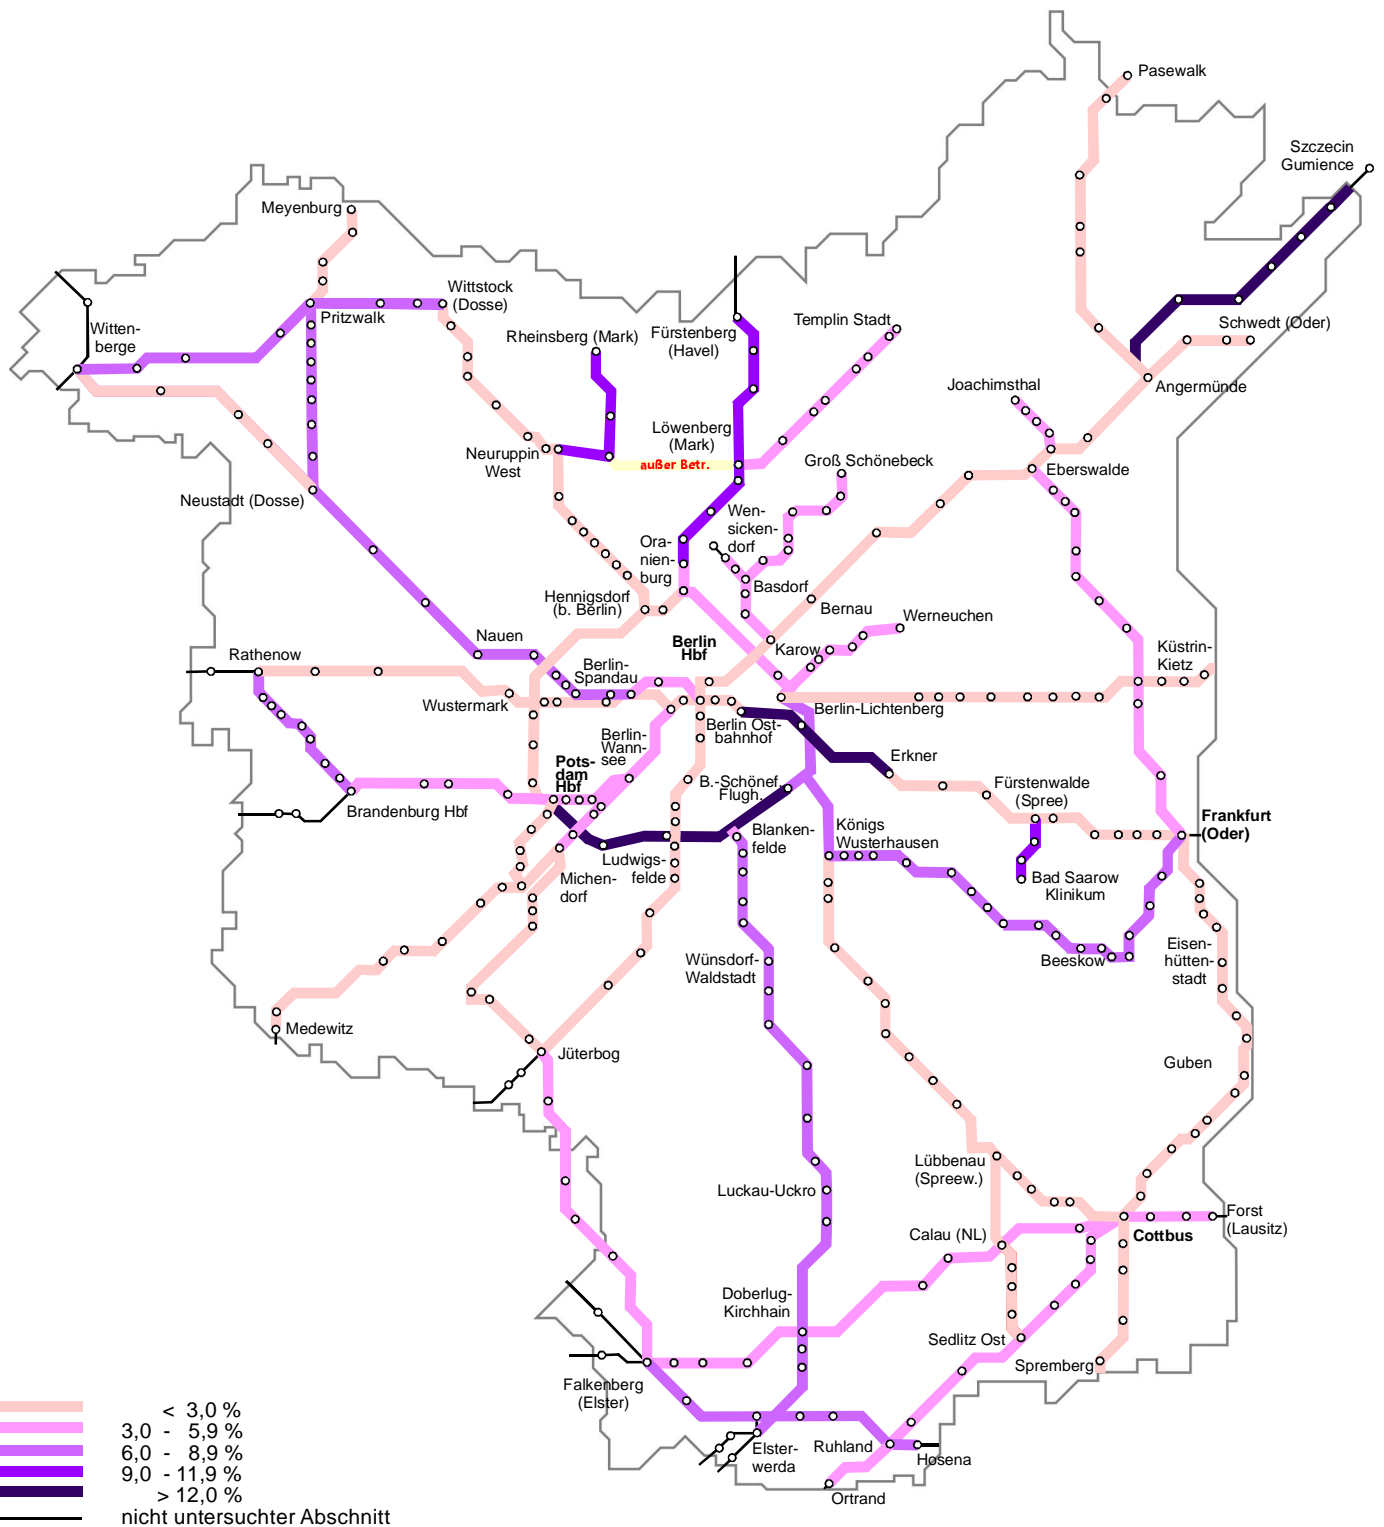 Pasewalk
Szczecin
Gumience
Meyenburg
Wittstock
(Dosse)
Pritzwalk
Witten-
berge
Rheinsberg (Mark)
Fürstenberg
(Havel)
Templin Stadt
Schwedt (Oder)
Angermünde
Joachimsthal
Löwenberg
(Mark)
Neuruppin
West
außer Betr.
Groß Schönebeck
Eberswalde
Neustadt (Dosse)
Wen-
sicken-
dorf
Ora-
nien-
burg
Basdorf
Hennigsdorf
(b. Berlin)
Bernau
Werneuchen
Nauen
Berlin
Hbf
Karow
Küstrin-
Kietz
Rathenow
Berlin-
Spandau
Wustermark
Berlin-Lichtenberg
Berlin Ost-
bahnhof
Berlin-
Wann-
see
Erkner
Pots-
dam
Hbf
B.-Schönef.
Flugh.
Fürstenwalde
(Spree)
Brandenburg Hbf
Frankfurt
(Oder)
Blanken-
felde
Königs
Wusterhausen
Ludwigs-
felde
Michen-
dorf
Bad Saarow
Klinikum
Wünsdorf-
Waldstadt
Beeskow
Eisen-
hütten-
stadt
Medewitz
Jüterbog
Guben
Lübbenau
(Spreew.)
Luckau-Uckro
Forst
(Lausitz)
Calau (NL)
Cottbus
Doberlug-
Kirchhain
Sedlitz Ost
Spremberg
Falkenberg
(Elster)
Elster-
werda
Ruhland
Hosena
Ortrand
< 3,0 %
3,0 - 5,9 %
6,0 - 8,9 %
9,0 - 11,9 %
> 12,0 %
nicht untersuchter Abschnitt